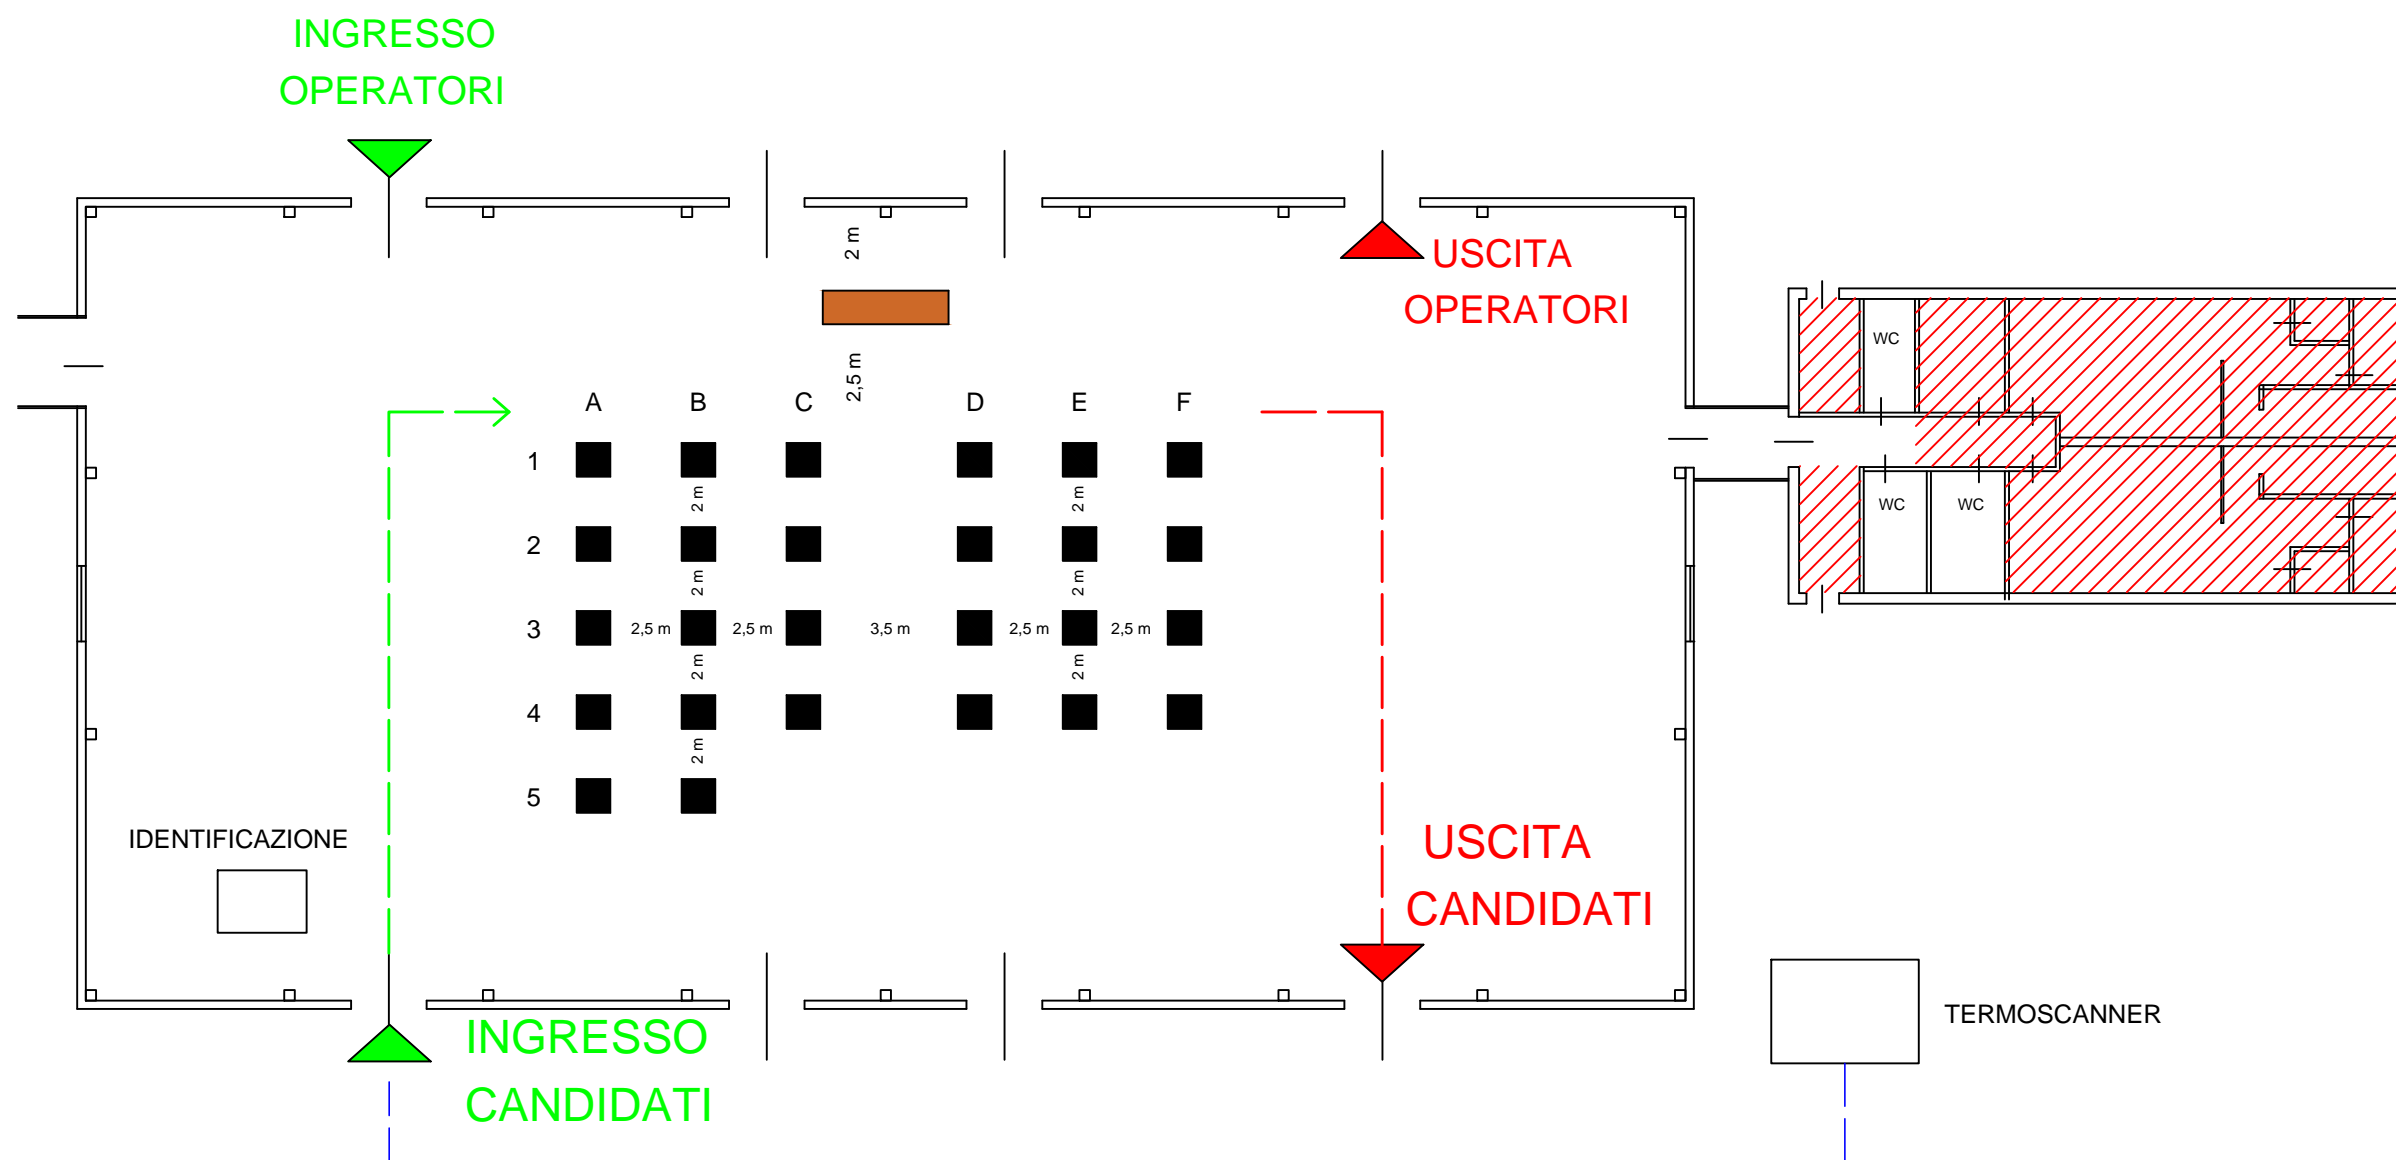 INGRESSO
OPERATORI
2 m
USCITA
OPERATORI
WC
2,5 m
A B C D E F
1
2 m 2 m
WC WC
2
2 m 2 m
3 2,5 m 2,5 m 3,5 m 2,5 m 2,5 m
2 m 2 m
4
2 m
5
IDENTIFICAZIONE
USCITA
CANDIDATI
TERMOSCANNER
INGRESSO
CANDIDATI